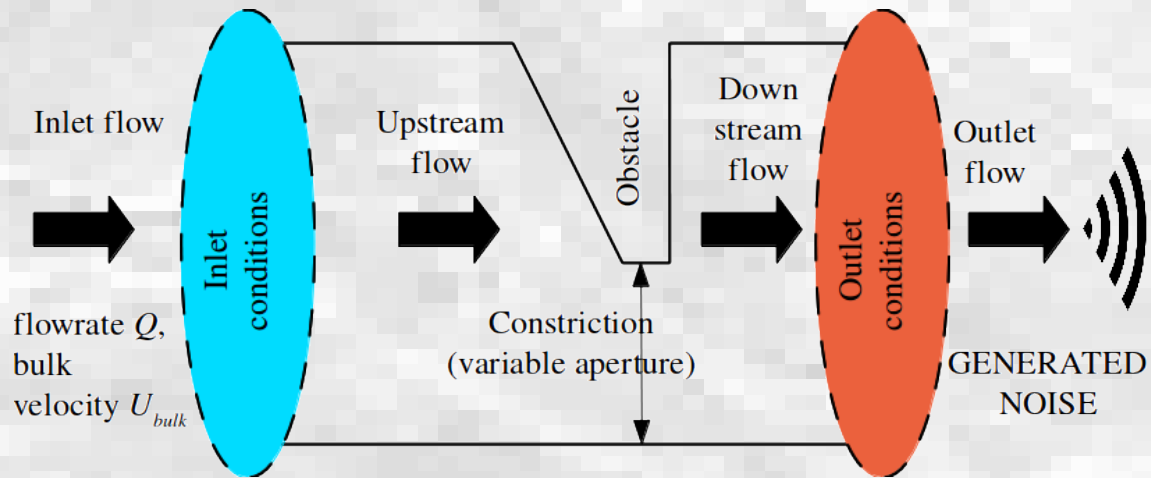 Inlet flow
flowrate Q,
bulk
velocity U_bulk
Inlet
conditions
Upstream
flow
Obstacle
Constriction
(variable aperture)
Down
stream
flow
Outlet
conditions
Outlet
flow
GENERATED
NOISE